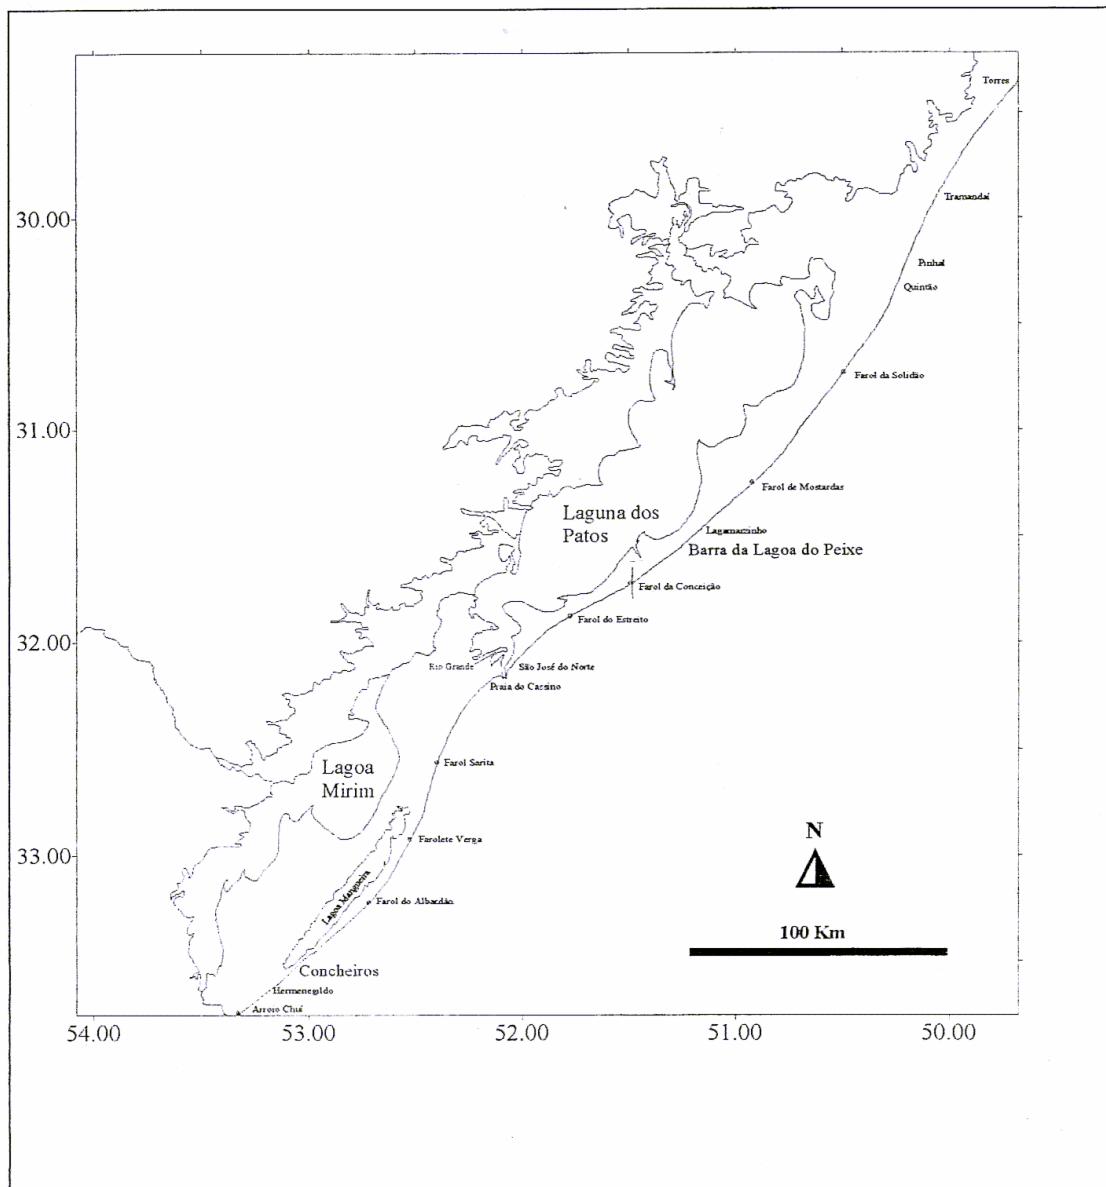 Torres
30.00
Tramandaí
Pinhal
Quintão
Farol da Solidão
31.00
Farol de Mostardas
Laguna dos
Patos
Lagamarzinho
Barra da Lagoa do Peixe
Farol da Conceição
Farol do Estreito
32.00
Rio Grande
São José do Norte
Praia do Cassino
Farol Sarita
Lagoa
Mirim
N
Farolete Verga
33.00
Lagoa Mangueira
Farol do Albardão
100 Km
Concheiros
Hermenegildo
Arroio Chuí
54.00
53.00
52.00
51.00
50.00